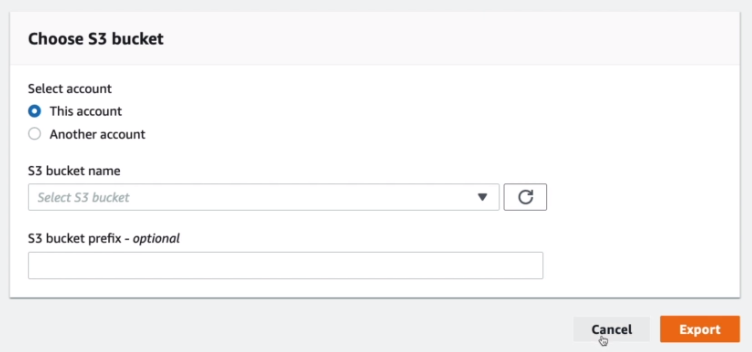 Choose S3 bucket
Select account
This account
Another account
S3 bucket name
Select S3 bucket
S3 bucket prefix - optional
Cancel Export